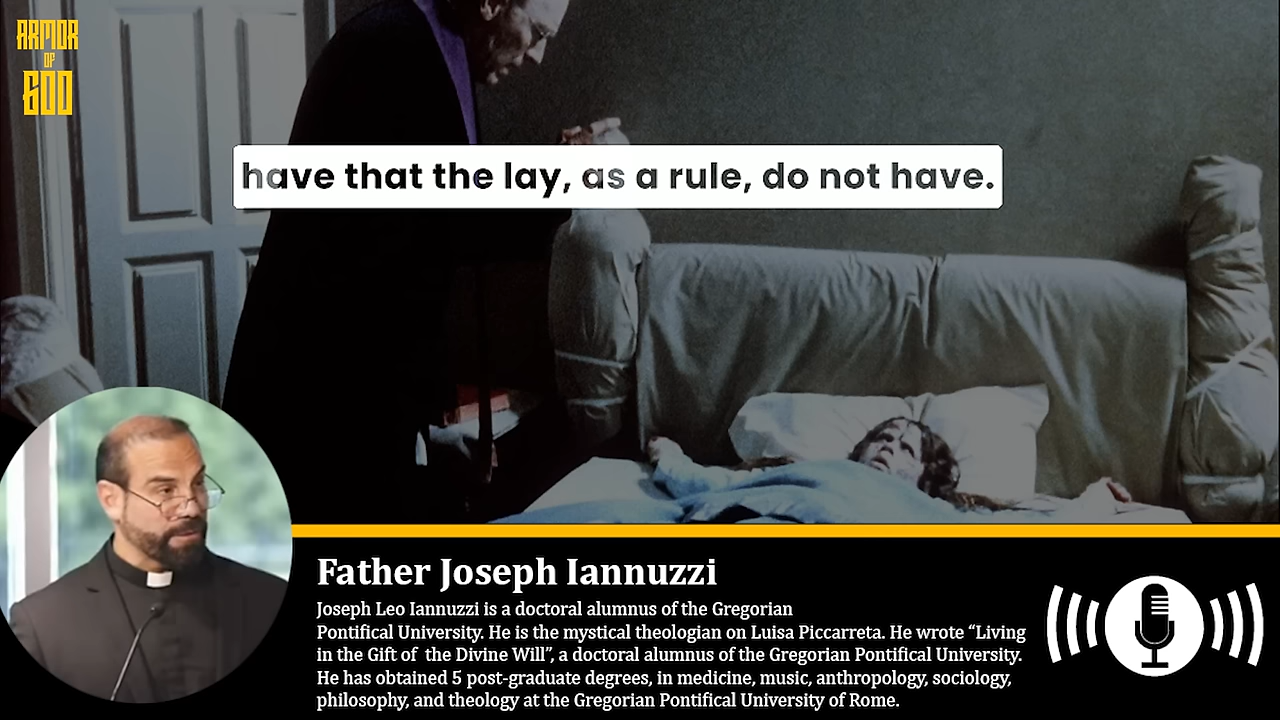 ARMOR
OF
GOD
have that the lay, as a rule, do not have.
Father Joseph Iannuzzi
Joseph Leo Iannuzzi is a doctoral alumnus of the Gregorian
Pontifical University. He is the mystical theologian on Luisa Piccarreta. He wrote “Living
in the Gift of the Divine Will”, a doctoral alumnus of the Gregorian Pontifical University.
He has obtained 5 post-graduate degrees, in medicine, music, anthropology, sociology,
philosophy, and theology at the Gregorian Pontifical University of Rome.